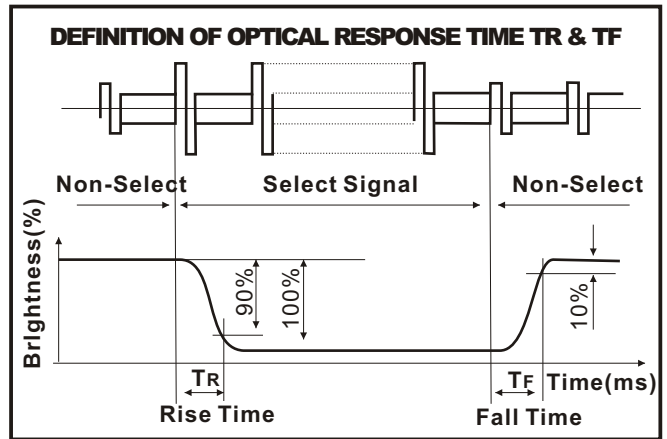 DEFINITION OF OPTICAL RESPONSE TIME TR & TF
Non-Select
Select Signal
Non-Select
BrIghtness(%)
90%
100%
10%
TR
TF
Time(ms)
Rise Time
Fall Time